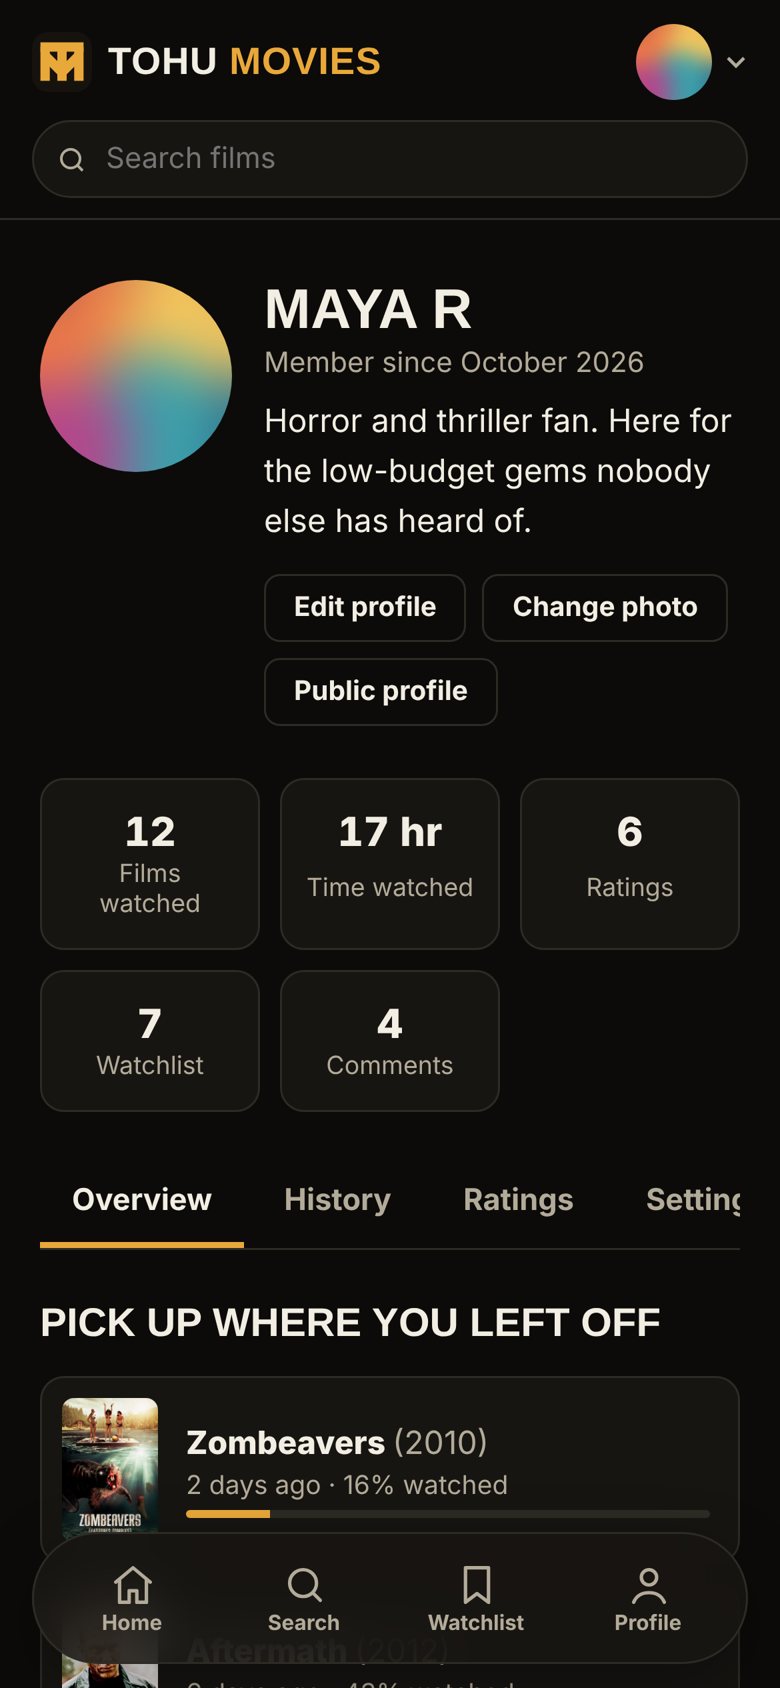 TOHU MOVIES
Search films
MAYA R
Member since October 2026
Horror and thriller fan. Here for
the low-budget gems nobody
else has heard of.
Edit profile
Change photo
Public profile
12
Films
watched
17 hr
Time watched
6
Ratings
7
Watchlist
4
Comments
Overview
History
Ratings
Setting
PICK UP WHERE YOU LEFT OFF
ZOMBEAVERS
Zombeavers (2010)
2 days ago · 16% watched
Home
Search
Watchlist
Profile
Aftermath (2012)